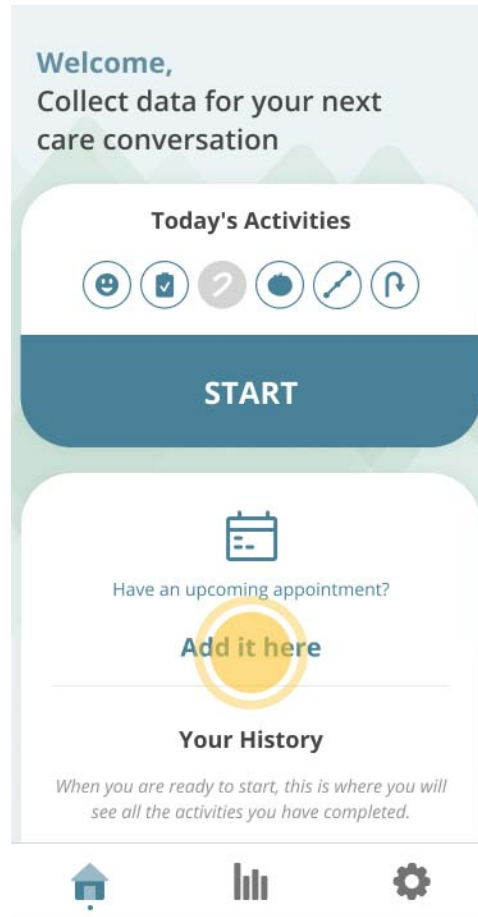 Welcome,
Collect data for your next
care conversation
Today's Activities
START
Have an upcoming appointment?
Add it here
Your History
When you are ready to start, this is where you will
see all the activities you have completed.